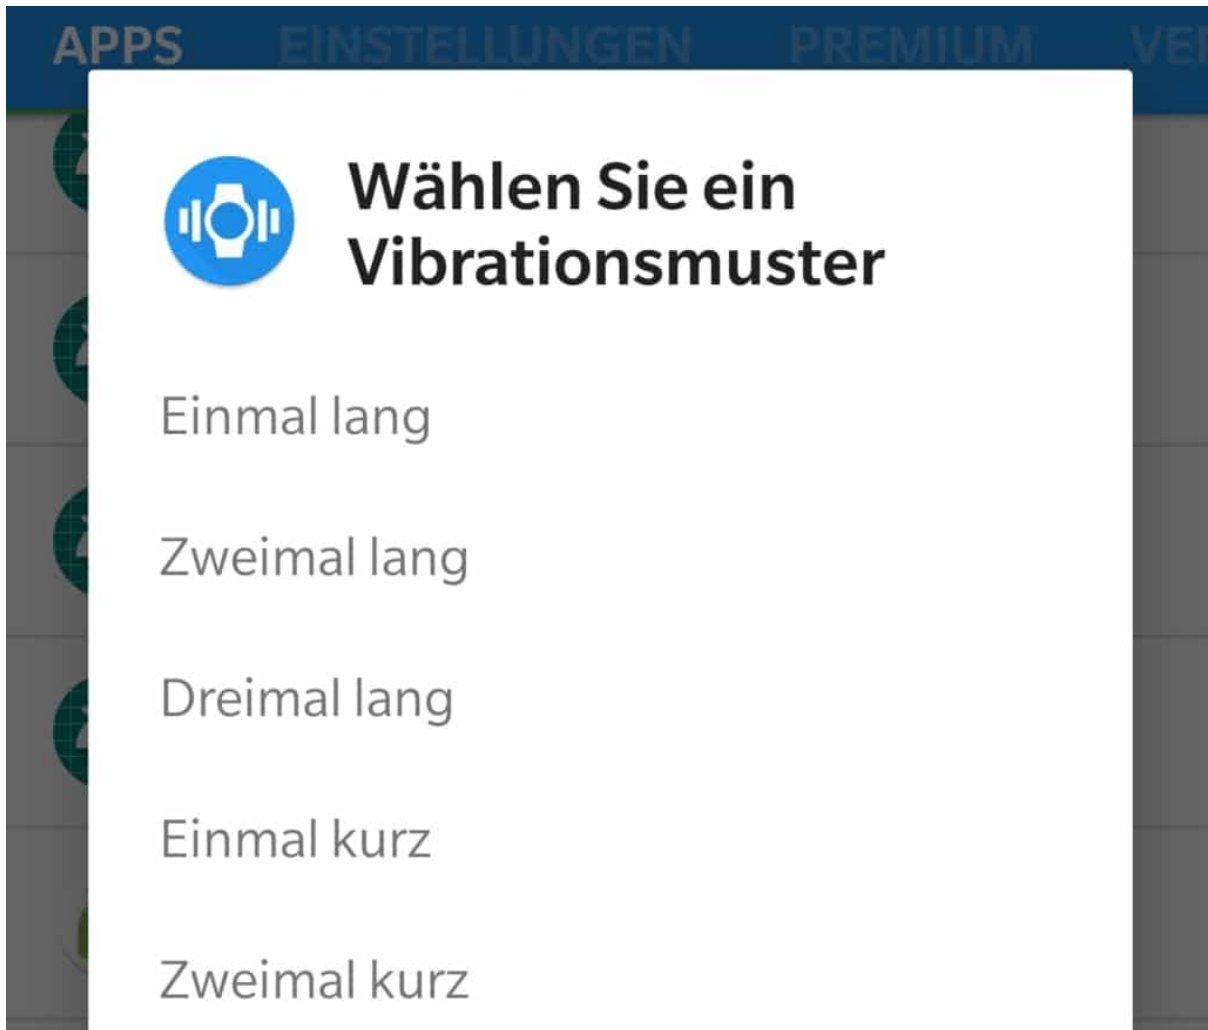 APPS EINSTELLUNGEN PREMIUM
Wählen Sie ein
Vibrationsmuster
Einmal lang
Zweimal lang
Dreimal lang
Einmal kurz
Zweimal kurz